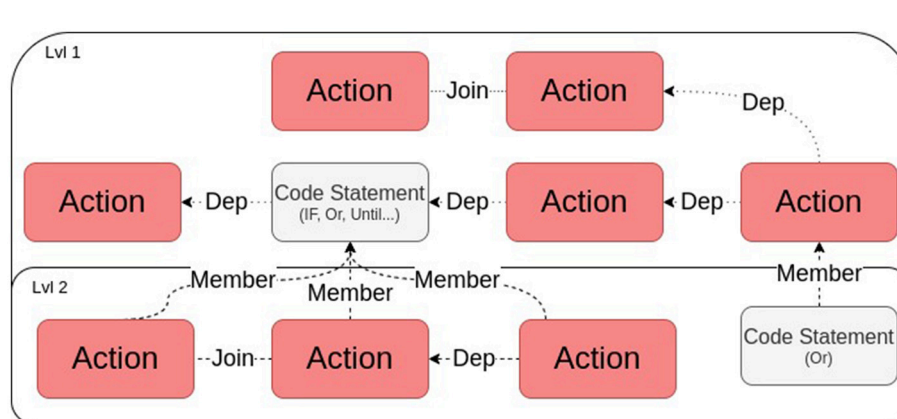 Lvl 1
Action
Join
Action
Dep
Action
Dep
Code Statement
(IF, Or, Until...)
Dep
Action
Dep
Action
Member
Member
Member
Member
Lvl 2
Action
Join
Action
Dep
Action
Code Statement
(Or)